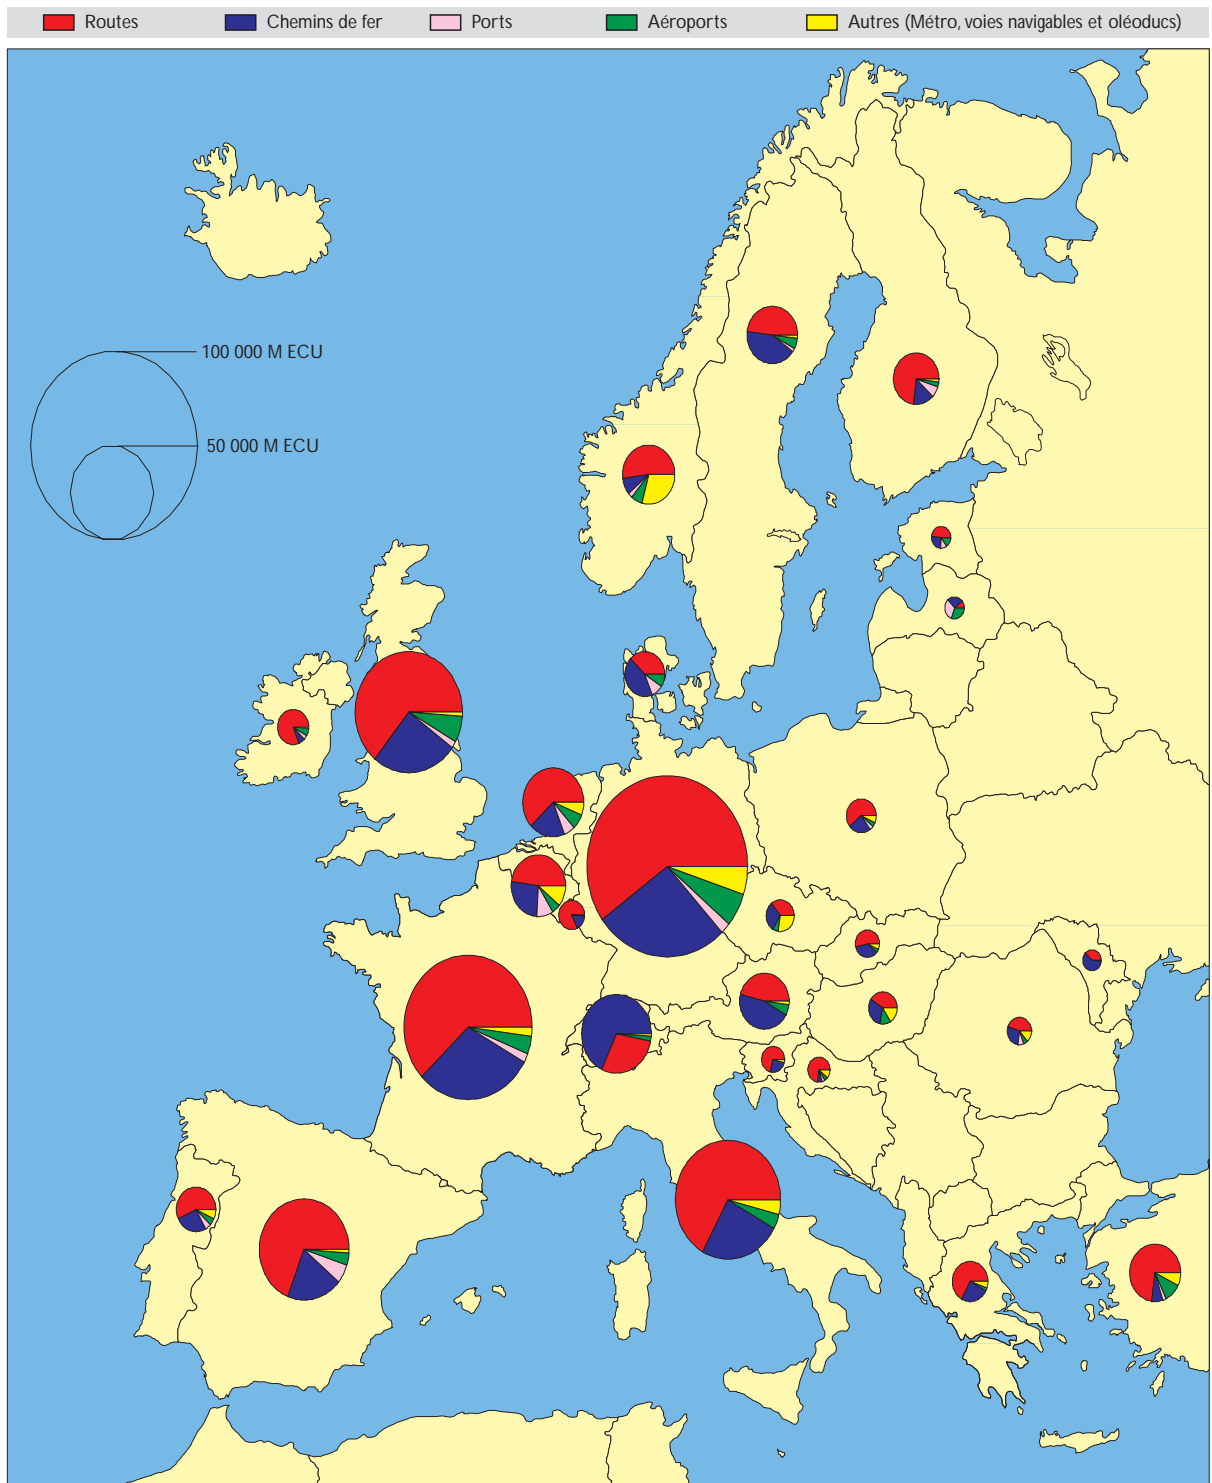 Routes Chemins de fer Ports Aéroports Autres (Métro, voies navigables et oléoducs)
100 000 M ECU
50 000 M ECU